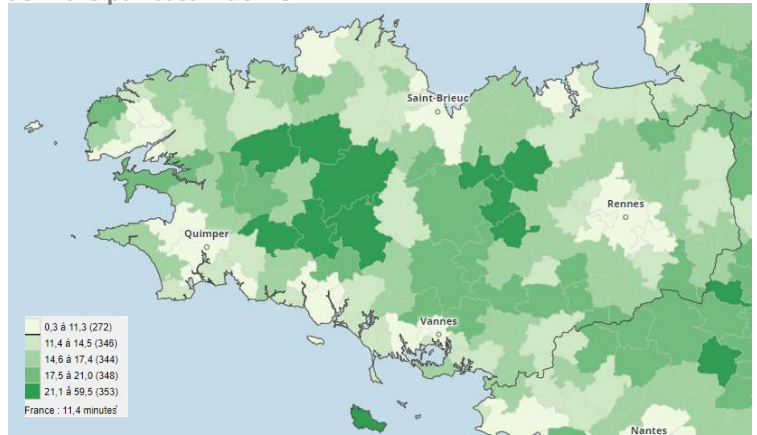 Saint-Brieuc
Rennes
Quimper
Vannes
Nantes
0,3 à 11,3 (272)
11,4 à 14,5 (346)
14,6 à 17,4 (344)
17,5 à 21,0 (348)
21,1 à 59,5 (353)
France : 11,4 minutes*